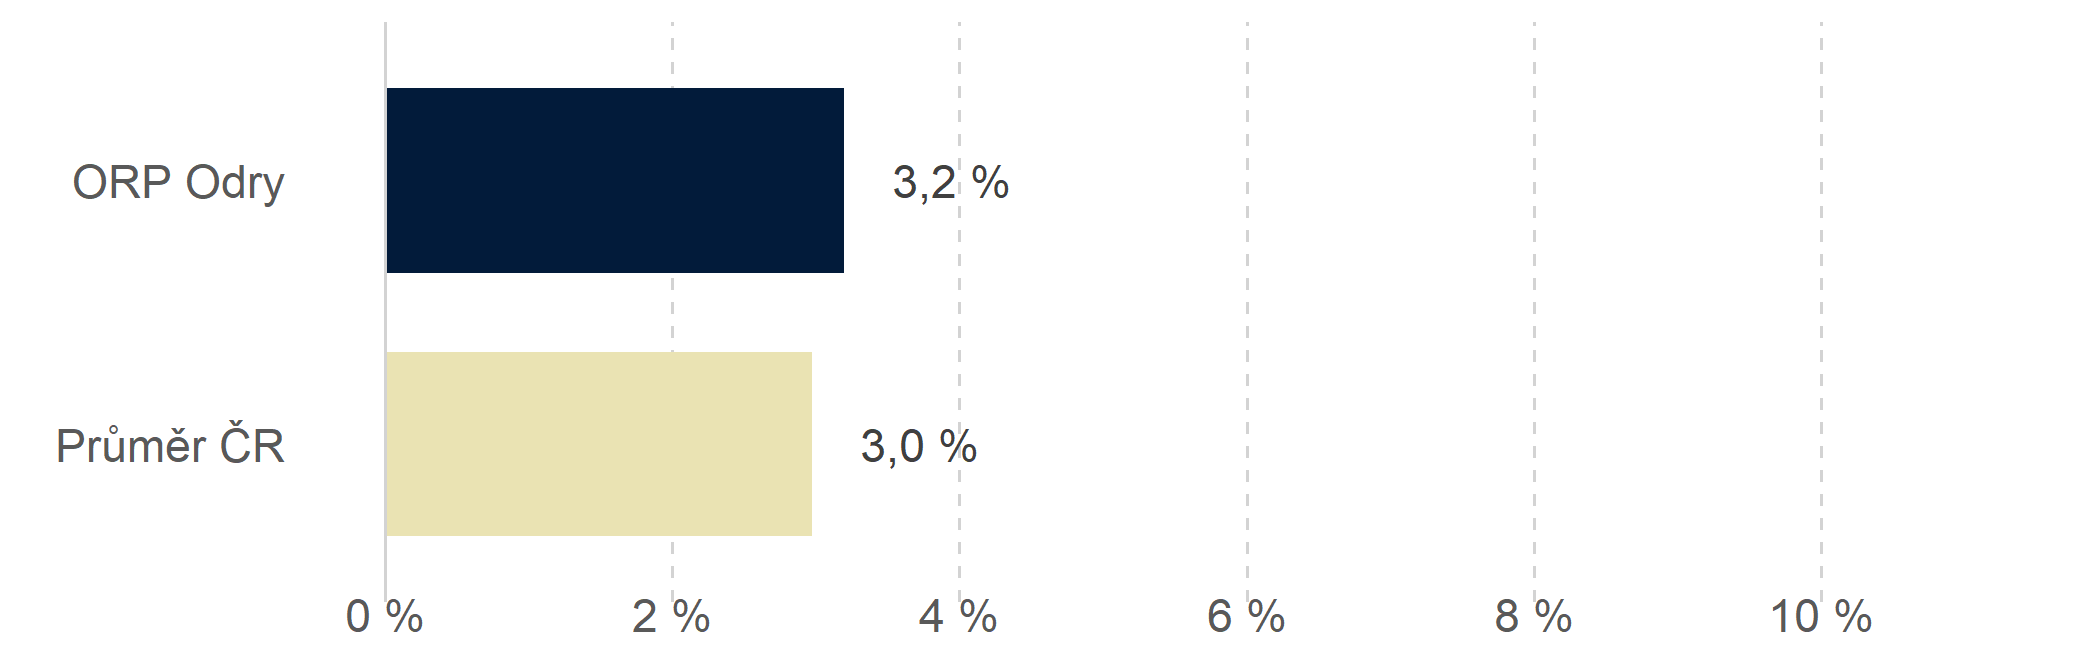 ORP Odry
3,2 %
Průměr ČR
3,0 %
0 % 2 % 4 % 6 % 8 % 10 %